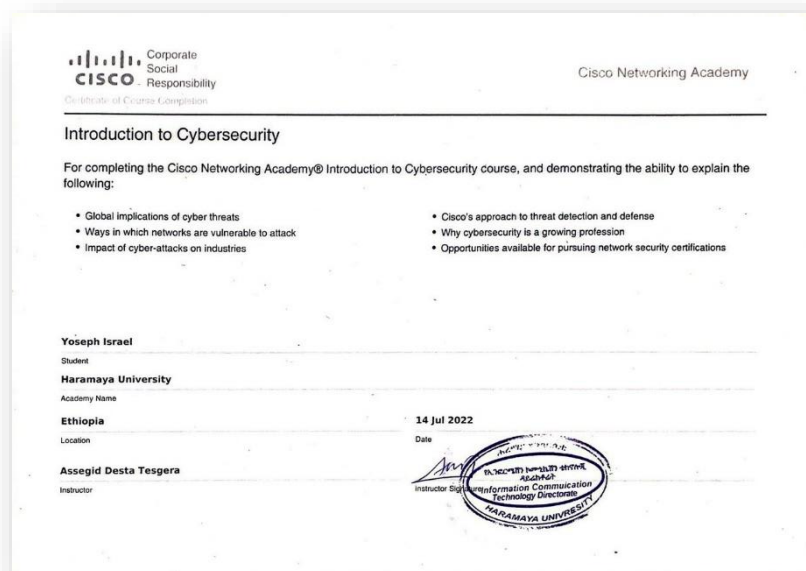 Corporate
Social
Responsibility
CISCO
Cisco Networking Academy
Certificate of Course Completion
Introduction to Cybersecurity
For completing the Cisco Networking Academy® Introduction to Cybersecurity course, and demonstrating the ability to explain the
following:
• Global implications of cyber threats
• Ways in which networks are vulnerable to attack
• Impact of cyber-attacks on industries
• Cisco's approach to threat detection and defense
• Why cybersecurity is a growing profession
• Opportunities available for pursuing network security certifications
Yoseph Israel
Student
Haramaya University
Academy Name
Ethiopia
Location
14 Jul 2022
Date
Assegid Desta Tesgera
Instructor
Instructor
Information Commuication
Technology Directorate
HARAMAYA UNIVRESITY